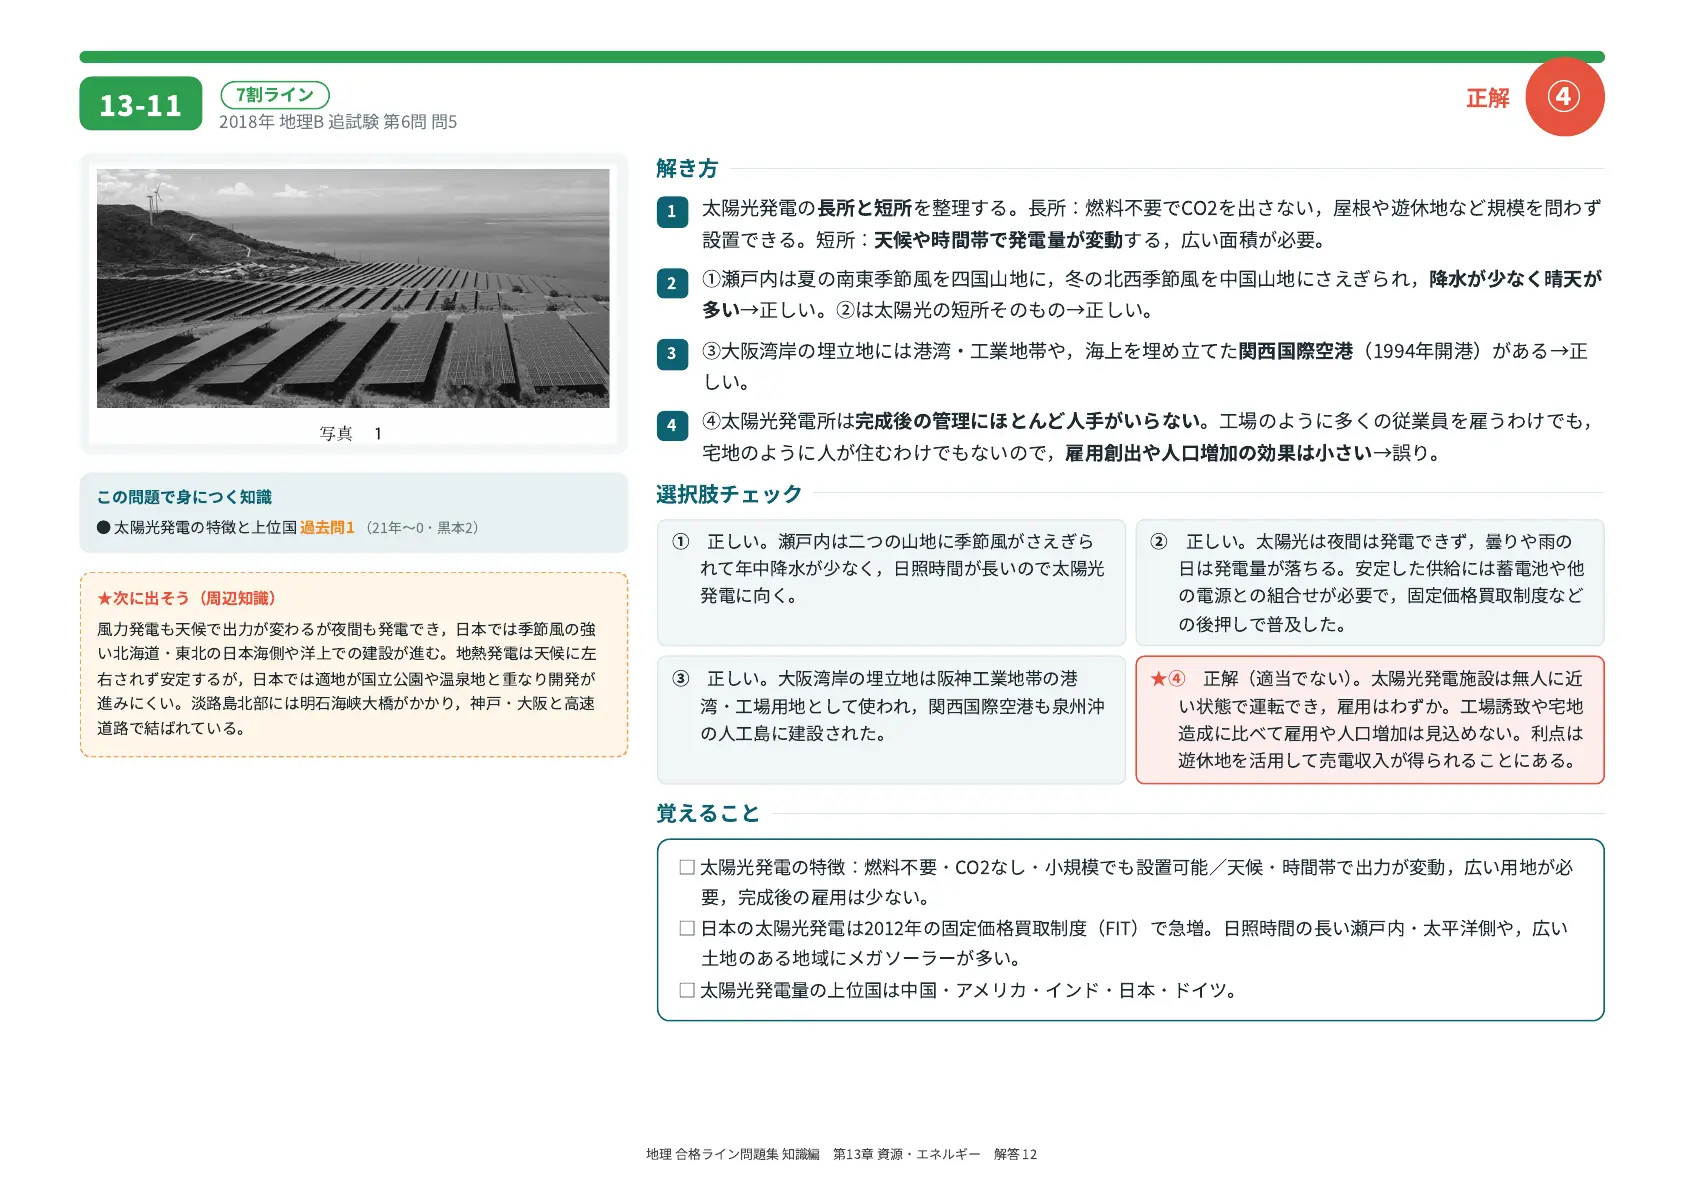 13-11
7割ライン
2018年 地理B 追試験 第6問 問5
正解 ④
写真 1
この問題で身につく知識
● 太陽光発電の特徴と上位国 過去問1 （21年〜0・黒本2）
★次に出そう（周辺知識）
風力発電も天候で出力が変わるが夜間も発電でき，日本では季節風の強
い北海道・東北の日本海側や洋上での建設が進む。地熱発電は天候に左
右されず安定するが，日本では適地が国立公園や温泉地と重なり開発が
進みにくい。淡路島北部には明石海峡大橋がかかり，神戸・大阪と高速
道路で結ばれている。
解き方
1 太陽光発電の長所と短所を整理する。長所：燃料不要でCO2を出さない，屋根や遊休地など規模を問わず
設置できる。短所：天候や時間帯で発電量が変動する，広い面積が必要。
2 ①瀬戸内は夏の南東季節風を四国山地に，冬の北西季節風を中国山地にさえぎられ，降水が少なく晴天が
多い→正しい。②は太陽光の短所そのもの→正しい。
3 ③大阪湾岸の埋立地には港湾・工業地帯や，海上を埋め立てた関西国際空港（1994年開港）がある→正
しい。
4 ④太陽光発電所は完成後の管理にほとんど人手がいらない。工場のように多くの従業員を雇うわけでも，
宅地のように人が住むわけでもないので，雇用創出や人口増加の効果は小さい→誤り。
選択肢チェック
① 正しい。瀬戸内は二つの山地に季節風がさえぎら
れて年中降水が少なく，日照時間が長いので太陽光
発電に向く。
② 正しい。太陽光は夜間は発電できず，曇りや雨の
日は発電量が落ちる。安定した供給には蓄電池や他
の電源との組合せが必要で，固定価格買取制度など
の後押しで普及した。
③ 正しい。大阪湾岸の埋立地は阪神工業地帯の港
湾・工場用地として使われ，関西国際空港も泉州沖
の人工島に建設された。
★④ 正解（適当でない）。太陽光発電施設は無人に近
い状態で運転でき，雇用はわずか。工場誘致や宅地
造成に比べて雇用や人口増加は見込めない。利点は
遊休地を活用して売電収入が得られることにある。
覚えること
□ 太陽光発電の特徴：燃料不要・CO2なし・小規模でも設置可能／天候・時間帯で出力が変動，広い用地が必
要，完成後の雇用は少ない。
□ 日本の太陽光発電は2012年の固定価格買取制度（FIT）で急増。日照時間の長い瀬戸内・太平洋側や，広い
土地のある地域にメガソーラーが多い。
□ 太陽光発電量の上位国は中国・アメリカ・インド・日本・ドイツ。
地理 合格ライン問題集 知識編 第13章 資源・エネルギー 解答12